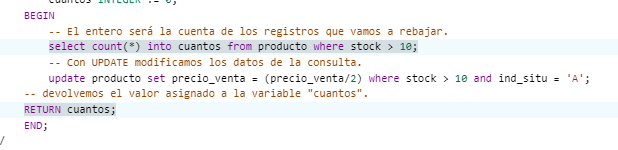 cuantos INTEGER := 0;
BEGIN
-- El entero será la cuenta de los registros que vamos a rebajar.
select count(*) into cuantos from producto where stock > 10;
-- Con UPDATE modificamos los datos de la consulta.
update producto set precio_venta = (precio_venta/2) where stock > 10 and ind_situ = 'A';
-- devolvemos el valor asignado a la variable "cuantos".
RETURN cuantos;
END;
/